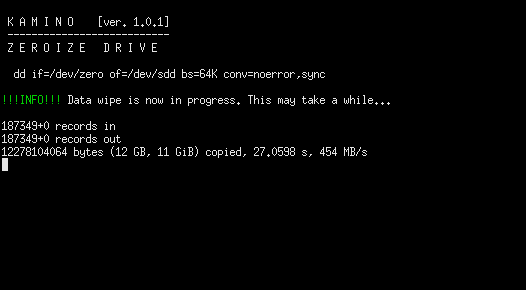 K A M I N O [ver. 1.0.1]
---------------------------
Z E R O I Z E D R I V E
dd if=/dev/zero of=/dev/sdd bs=64K conv=noerror,sync
!!!INFO!!! Data wipe is now in progress. This may take a while...
187349+0 records in
187349+0 records out
12278104064 bytes (12 GB, 11 GiB) copied, 27.0598 s, 454 MB/s